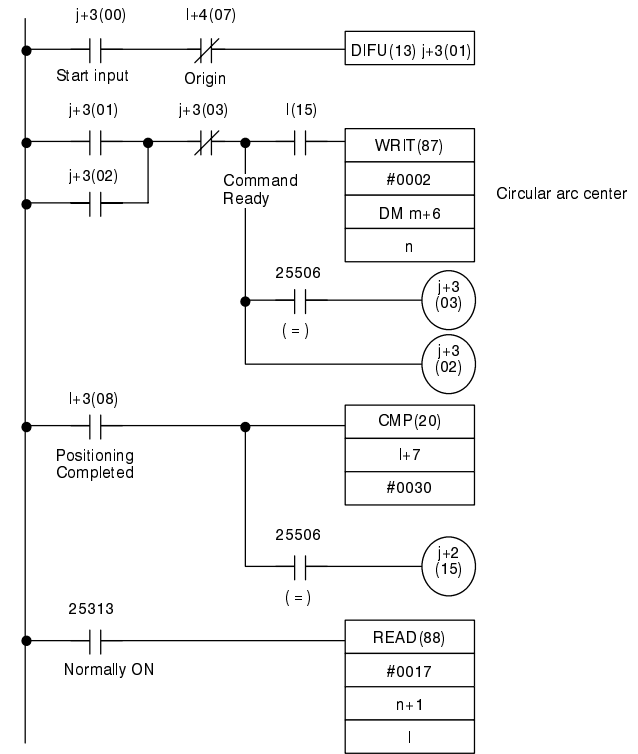 j+3(00) l+4(07)
DIFU(13) j+3(01)
Start input Origin
j+3(01) j+3(03) l(15)
WRIT(87)
j+3(02)
Command
Ready
#0002
Circular arc center
DM m+6
n
25506
j+3
(03)
( = )
j+3
(02)
l+3(08)
CMP(20)
Positioning
Completed
l+7
#0030
25506
j+2
(15)
( = )
25313
READ(88)
Normally ON
#0017
n+1
l